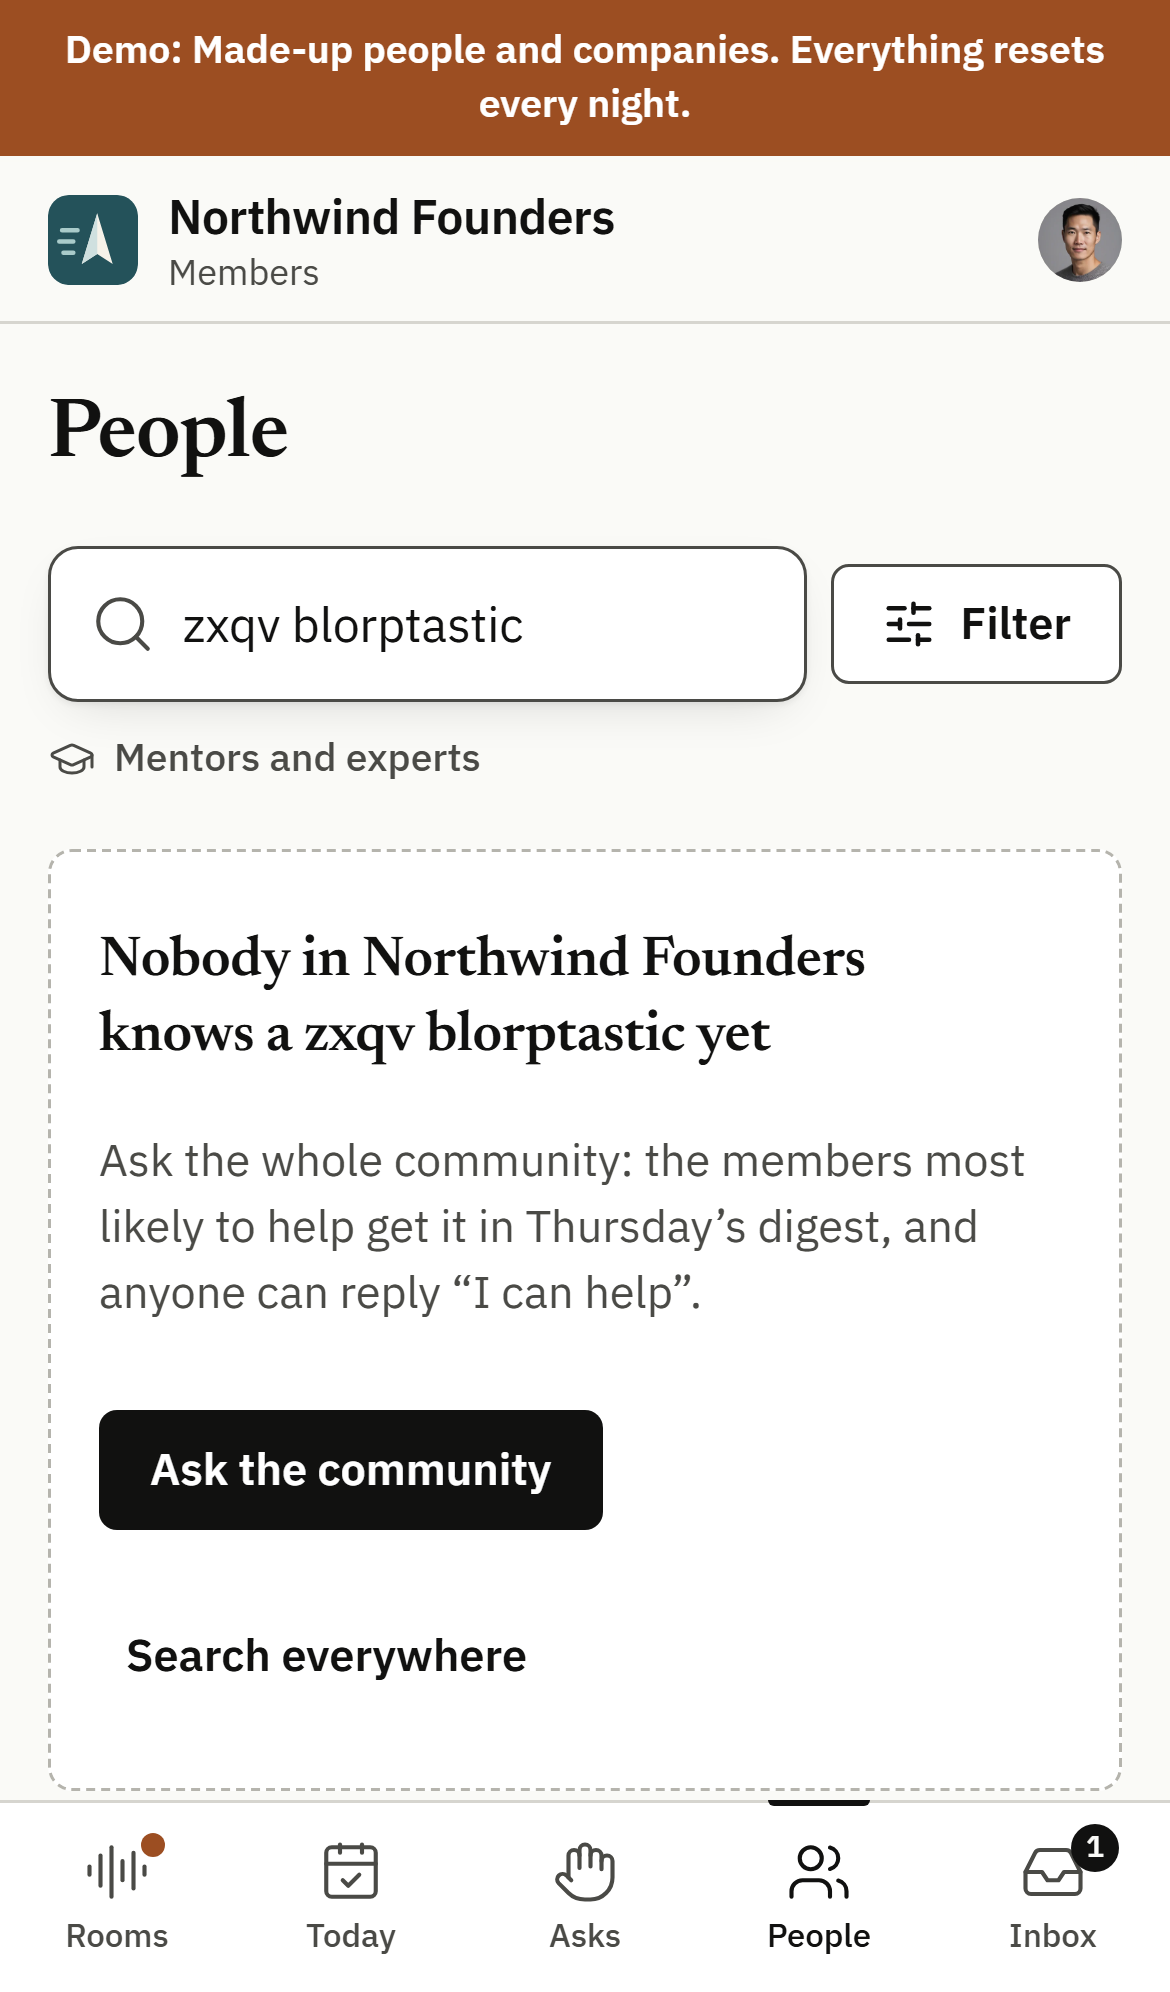 Demo: Made-up people and companies. Everything resets
every night.
Northwind Founders
Members
People
zxqv blorptastic
Filter
Mentors and experts
Nobody in Northwind Founders
knows a zxqv blorptastic yet
Ask the whole community: the members most
likely to help get it in Thursday’s digest, and
anyone can reply “I can help”.
Ask the community
Search everywhere
1
Rooms
Today
Asks
People
Inbox